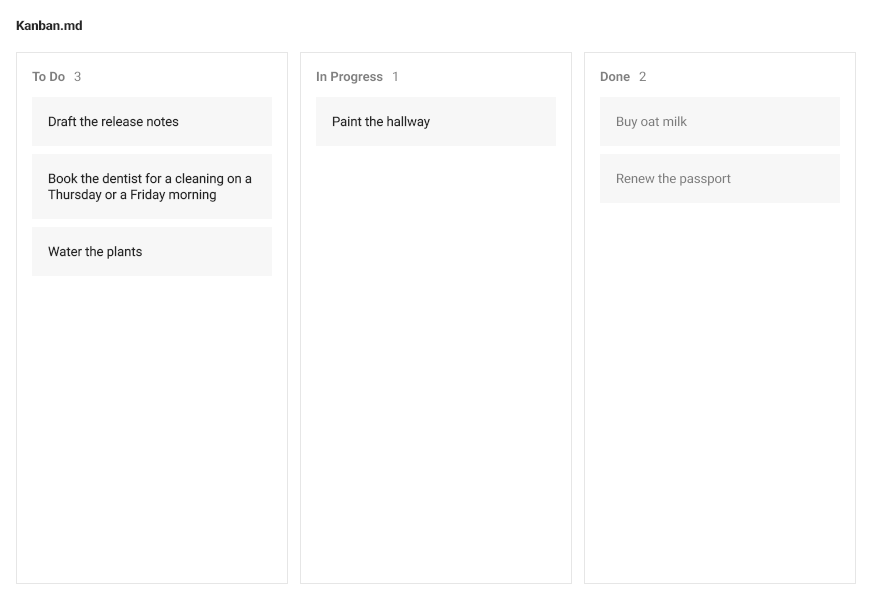 Kanban.md
To Do 3
Draft the release notes
Book the dentist for a cleaning on a
Thursday or a Friday morning
Water the plants
In Progress 1
Paint the hallway
Done 2
Buy oat milk
Renew the passport